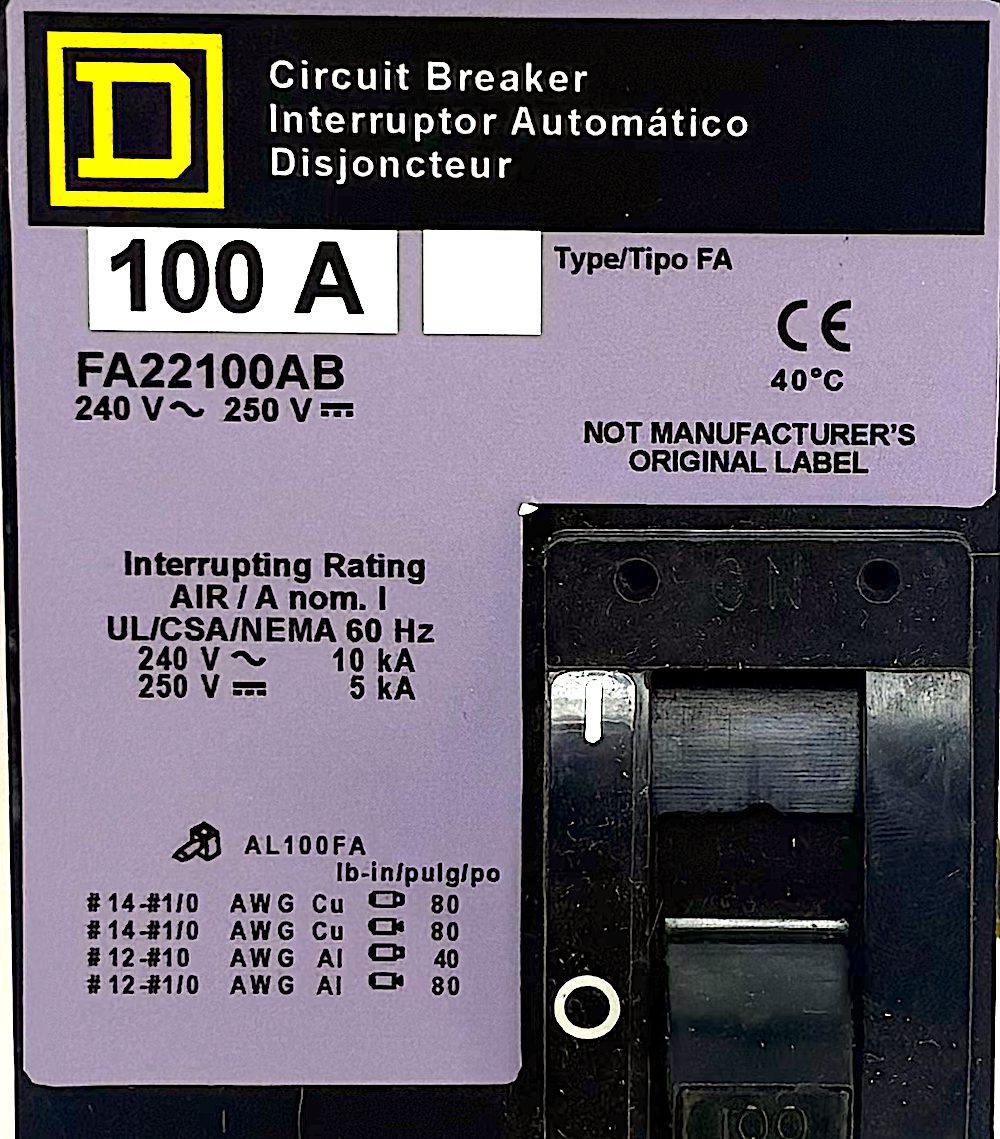 D
Circuit Breaker
Interruptor Automático
Disjoncteur
100 A
Type/Tipo FA
CE
40°C
FA22100AB
240 V～ 250 V⎓
NOT MANUFACTURER'S
ORIGINAL LABEL
Interrupting Rating
AIR / A nom. I
UL/CSA/NEMA 60 Hz
240 V ～ 10 kA
250 V ⎓ 5 kA
ON
I
AL100FA
lb-in/pulg/po
#14-#1/0 AWG Cu 80
#14-#1/0 AWG Cu 80
#12-#10 AWG Al 40
#12-#1/0 AWG Al 80
O
100